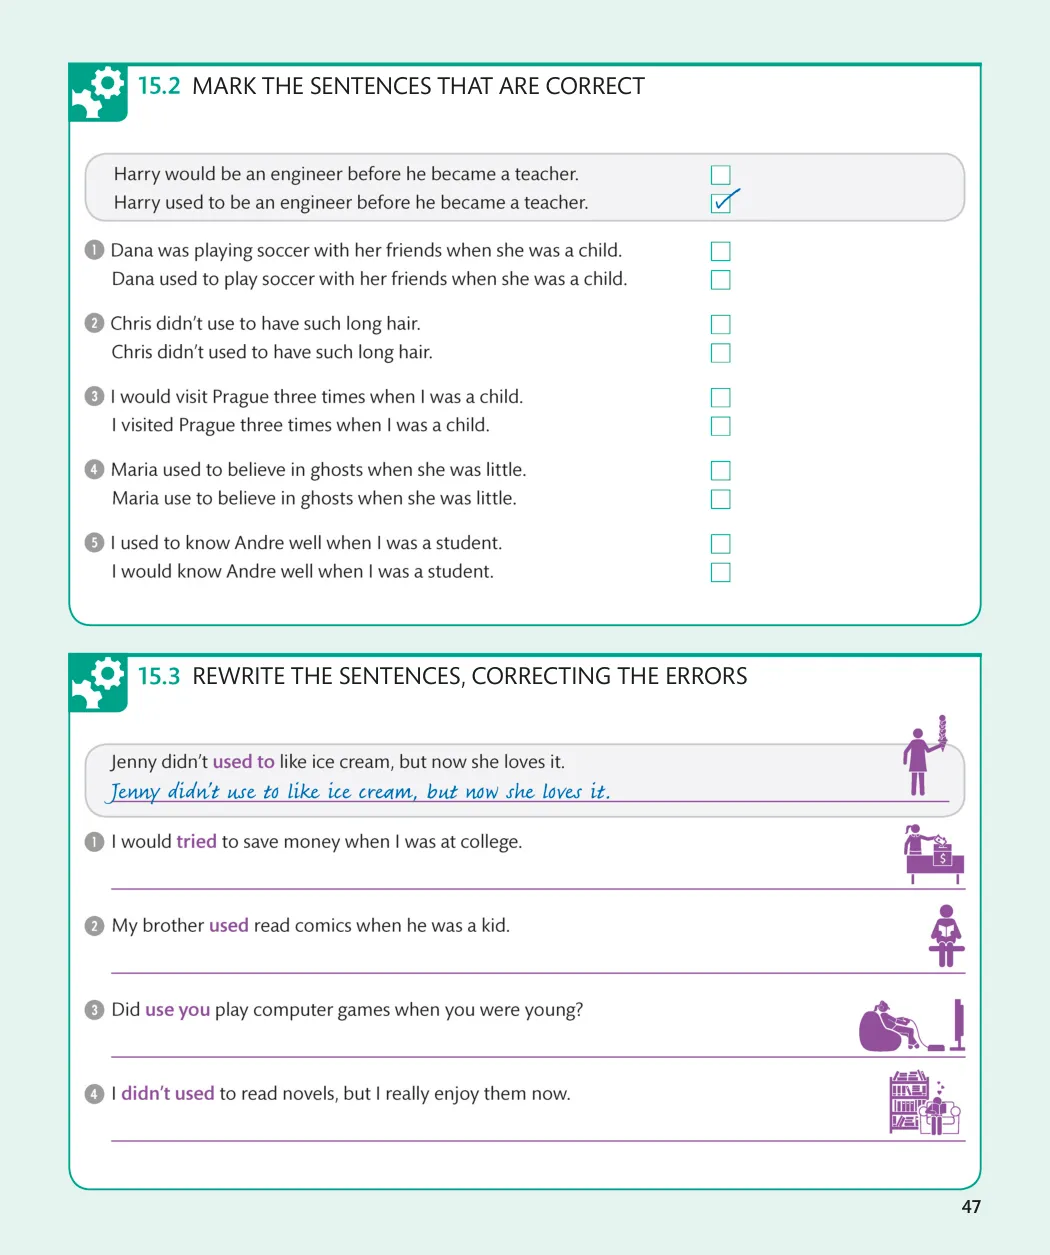 15.2 MARK THE SENTENCES THAT ARE CORRECT
Harry would be an engineer before he became a teacher.
Harry used to be an engineer before he became a teacher.
1 Dana was playing soccer with her friends when she was a child.
Dana used to play soccer with her friends when she was a child.
2 Chris didn’t use to have such long hair.
Chris didn’t used to have such long hair.
3 I would visit Prague three times when I was a child.
I visited Prague three times when I was a child.
4 Maria used to believe in ghosts when she was little.
Maria use to believe in ghosts when she was little.
5 I used to know Andre well when I was a student.
I would know Andre well when I was a student.
15.3 REWRITE THE SENTENCES, CORRECTING THE ERRORS
Jenny didn’t used to like ice cream, but now she loves it.
Jenny didn’t use to like ice cream, but now she loves it.
1 I would tried to save money when I was at college.
$
2 My brother used read comics when he was a kid.
3 Did use you play computer games when you were young?
4 I didn’t used to read novels, but I really enjoy them now.
47